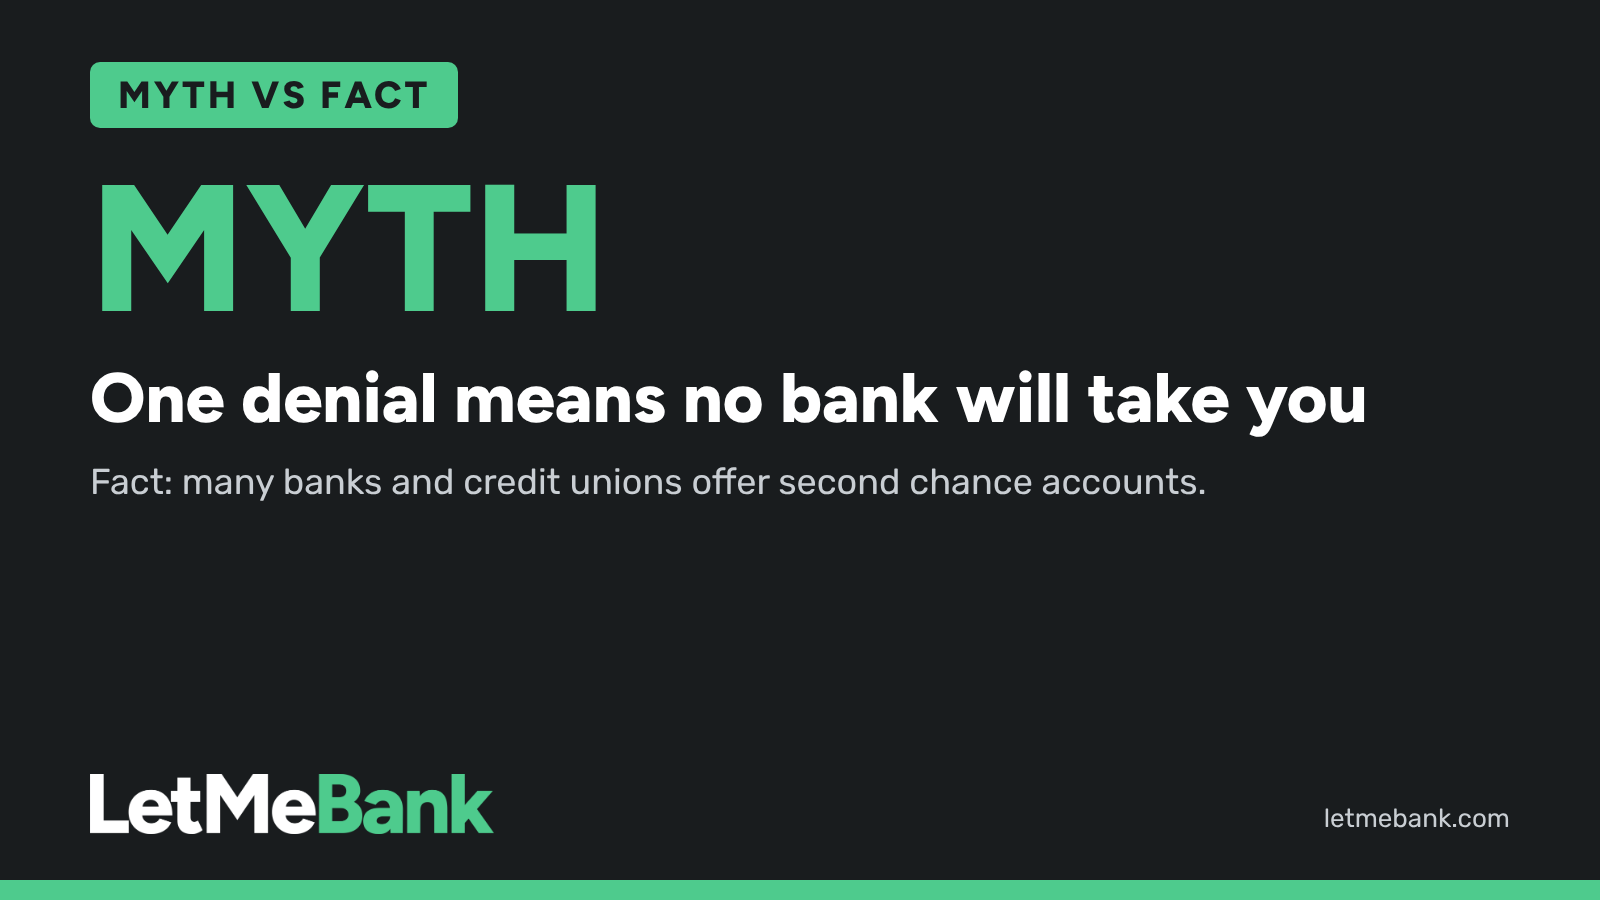 MYTH VS FACT
MYTH
One denial means no bank will take you
Fact: many banks and credit unions offer second chance accounts.
LetMeBank
letmebank.com